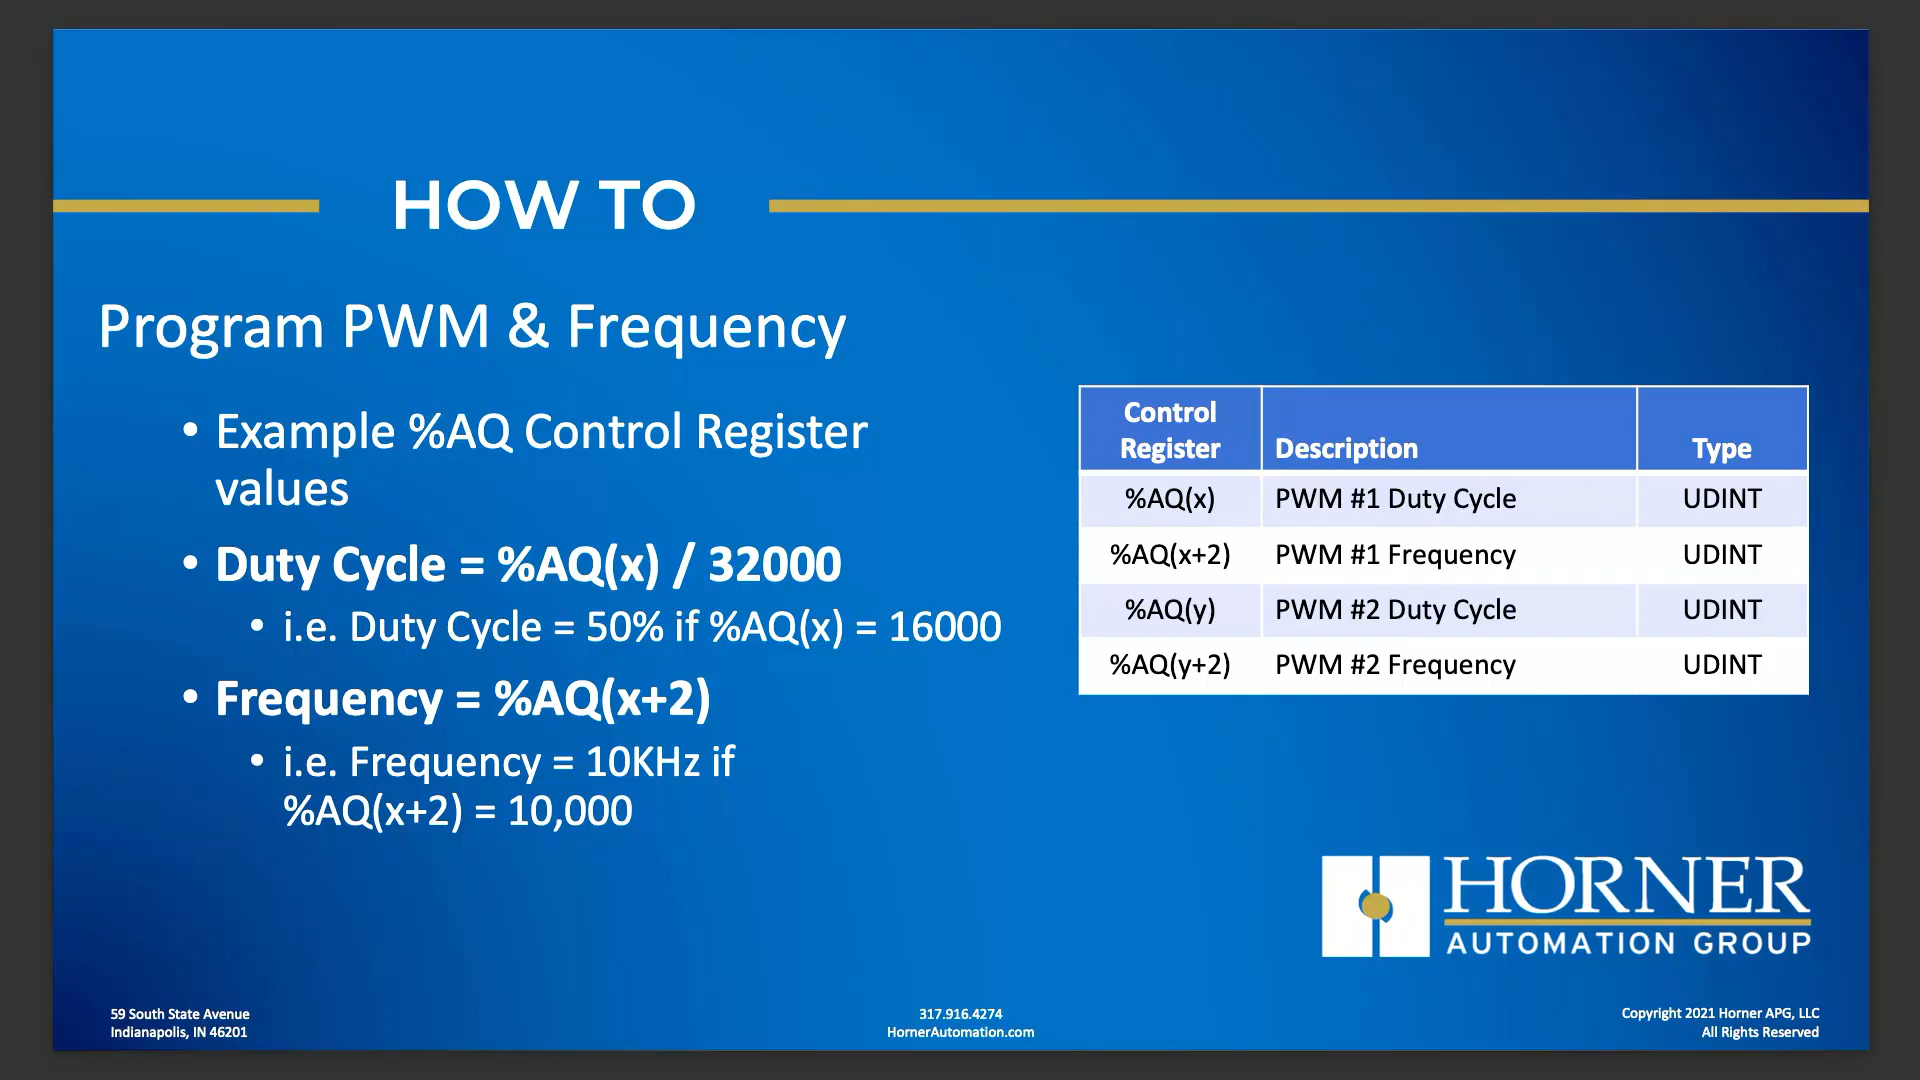 HOW TO
Program PWM & Frequency
• Example %AQ Control Register
values
• Duty Cycle = %AQ(x) / 32000
• i.e. Duty Cycle = 50% if %AQ(x) = 16000
• Frequency = %AQ(x+2)
• i.e. Frequency = 10KHz if
%AQ(x+2) = 10,000
Control
Register Description Type
%AQ(x) PWM #1 Duty Cycle UDINT
%AQ(x+2) PWM #1 Frequency UDINT
%AQ(y) PWM #2 Duty Cycle UDINT
%AQ(y+2) PWM #2 Frequency UDINT
HORNER
AUTOMATION GROUP
59 South State Avenue
Indianapolis, IN 46201
317.916.4274
HornerAutomation.com
Copyright 2021 Horner APG, LLC
All Rights Reserved